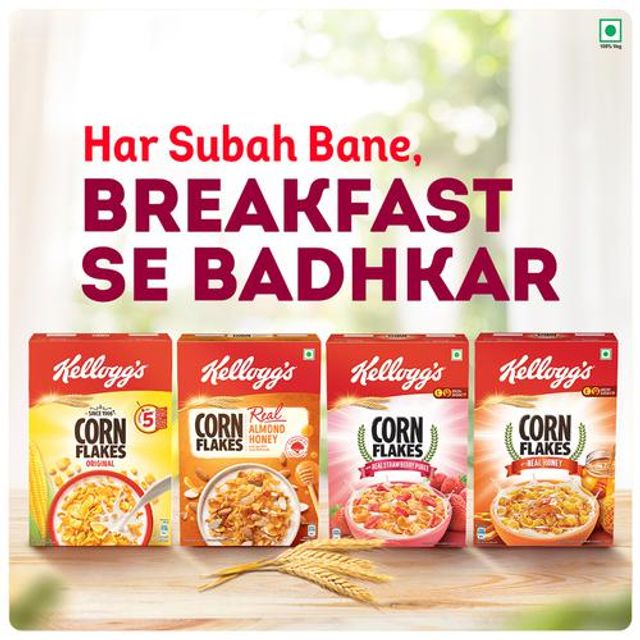 100% Veg
Har Subah Bane,
BREAKFAST
SE BADHKAR
Kellogg's
SINCE 1906
5
CORN
FLAKES
ORIGINAL
Kellogg's
CORN
FLAKES
Real
ALMOND
HONEY
Kellogg's
CORN
FLAKES
REAL STRAWBERRY PUREE
Kellogg's
CORN
FLAKES
REAL HONEY